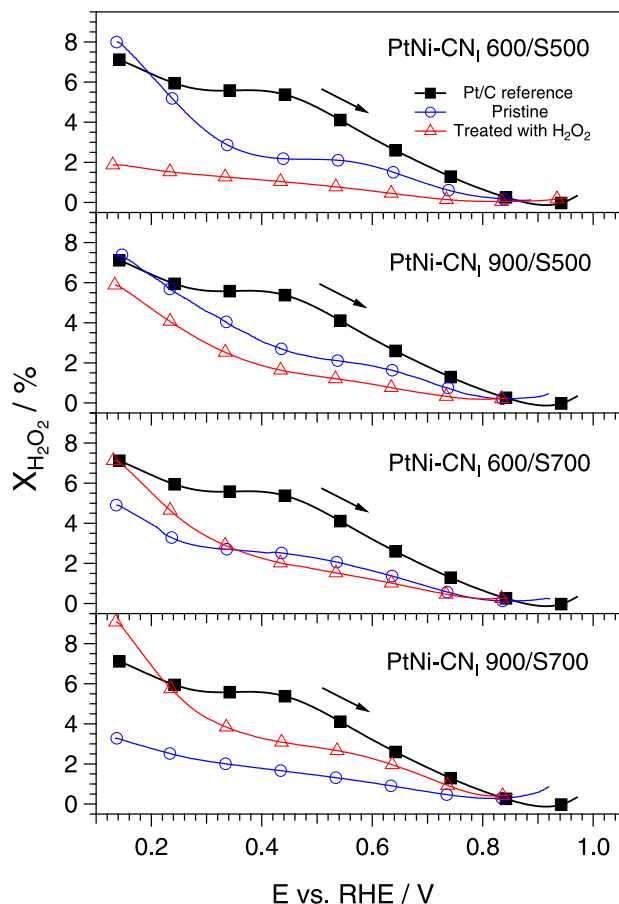 PtNi-CN_I 600/S500
Pt/C reference
Pristine
Treated with H₂O₂
8
6
4
2
0
PtNi-CN_I 900/S500
8
6
4
2
0
PtNi-CN_I 600/S700
8
6
4
2
0
PtNi-CN_I 900/S700
8
6
4
2
0
X_H₂O₂ / %
0.2 0.4 0.6 0.8 1.0
E vs. RHE / V